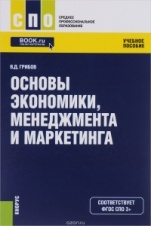 СПО
СРЕДНЕЕ
ПРОФЕССИОНАЛЬНОЕ
ОБРАЗОВАНИЕ
BOOK.ru
УЧЕБНОЕ
ПОСОБИЕ
В.Д. ГРИБОВ
ОСНОВЫ
ЭКОНОМИКИ,
МЕНЕДЖМЕНТА
И МАРКЕТИНГА
СООТВЕТСТВУЕТ
ФГОС СПО 3+
КНОРУС